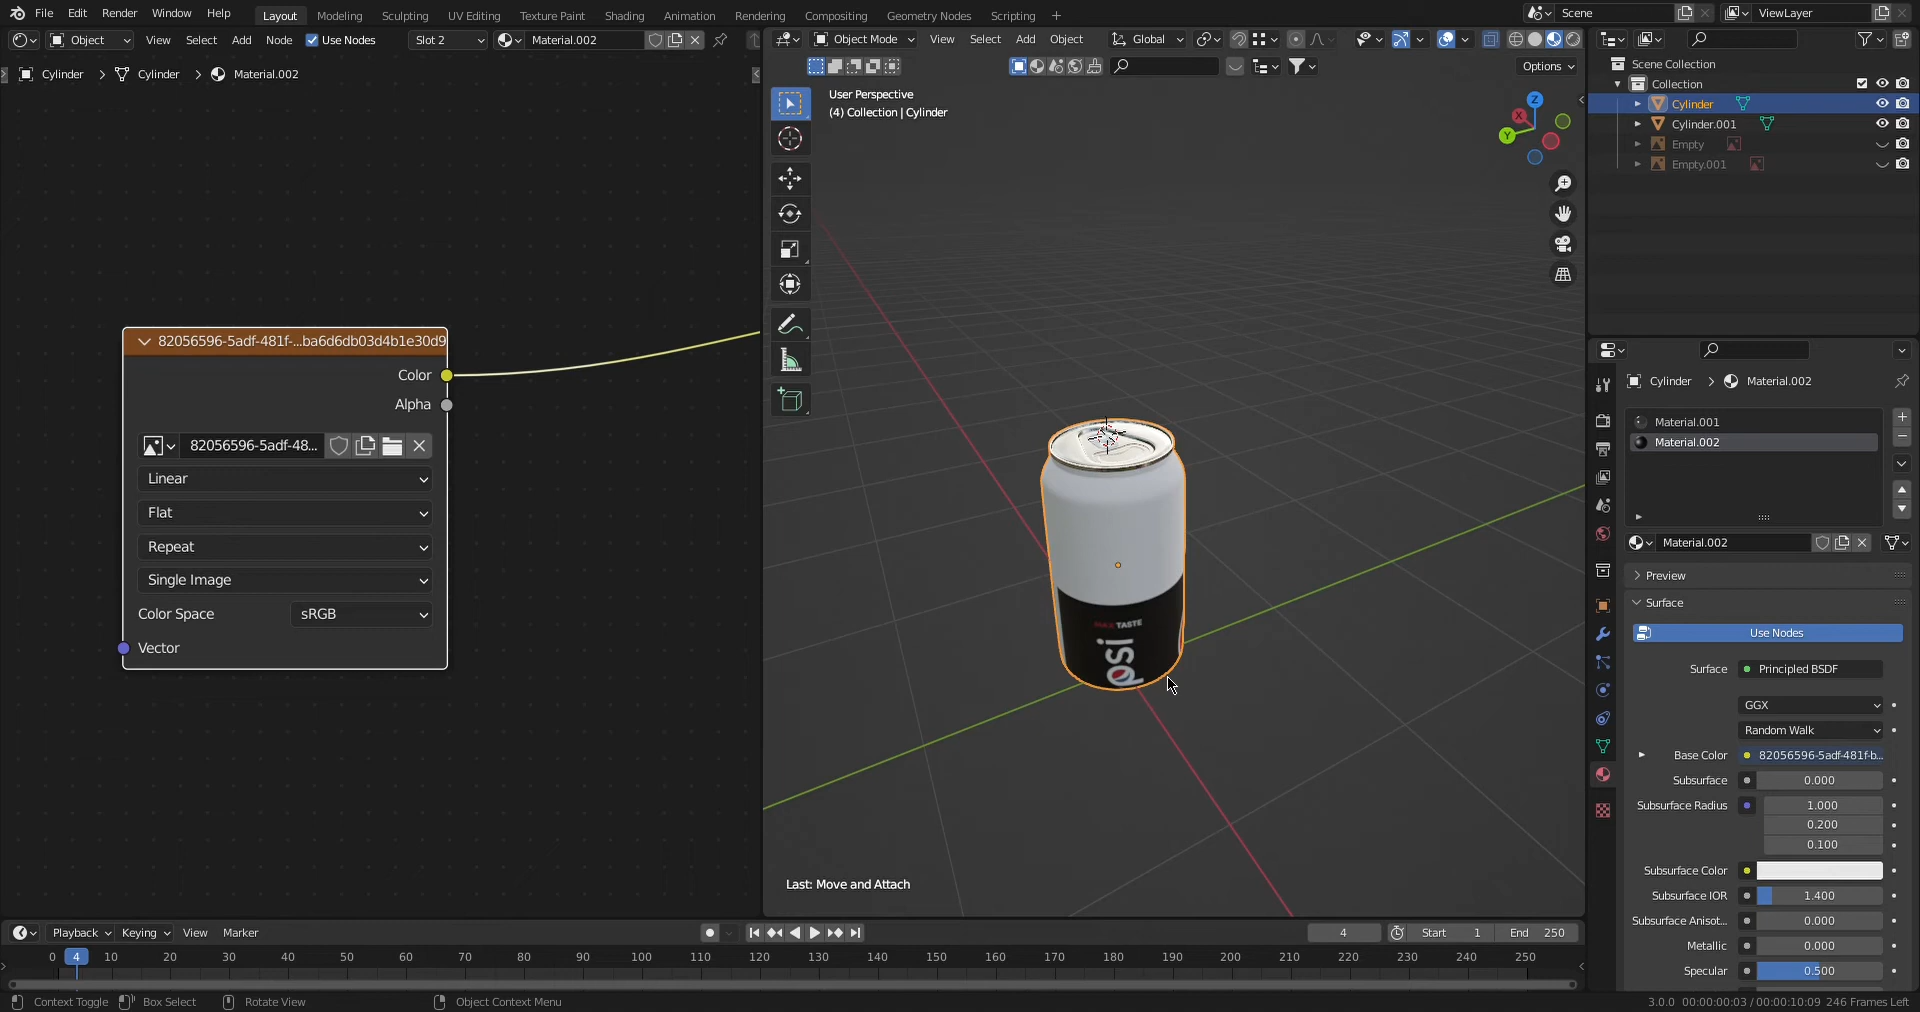 File Edit Render Window Help Layout Modeling Sculpting UV Editing Texture Paint Shading Animation Rendering Compositing Geometry Nodes Scripting + Scene ViewLayer
Object View Select Add Node Use Nodes Slot 2 Material.002
Object Mode View Select Add Object Global
Options
Cylinder Cylinder Material.002
User Perspective
(4) Collection | Cylinder
Z
X
Y
Scene Collection
Collection
Cylinder
Cylinder.001
Empty
Empty.001
82056596-5adf-481f-...ba6d6db03d4b1e30d9
Color
Alpha
82056596-5adf-48...
Linear
Flat
Repeat
Single Image
Color Space sRGB
Vector
MAX TASTE
psi
Last: Move and Attach
Cylinder Material.002
Material.001
Material.002
Material.002
Preview
Surface
Use Nodes
Surface Principled BSDF
GGX
Random Walk
Base Color 82056596-5adf-481f-b...
Subsurface 0.000
Subsurface Radius 1.000
0.200
0.100
Subsurface Color
Subsurface IOR 1.400
Subsurface Anisot... 0.000
Metallic 0.000
Specular 0.500
Playback Keying View Marker 4 Start 1 End 250
0 4 10 20 30 40 50 60 70 80 90 100 110 120 130 140 150 160 170 180 190 200 210 220 230 240 250
Context Toggle Box Select Rotate View Object Context Menu 3.0.0 00:00:00:03 / 00:00:10:09 246 Frames Left